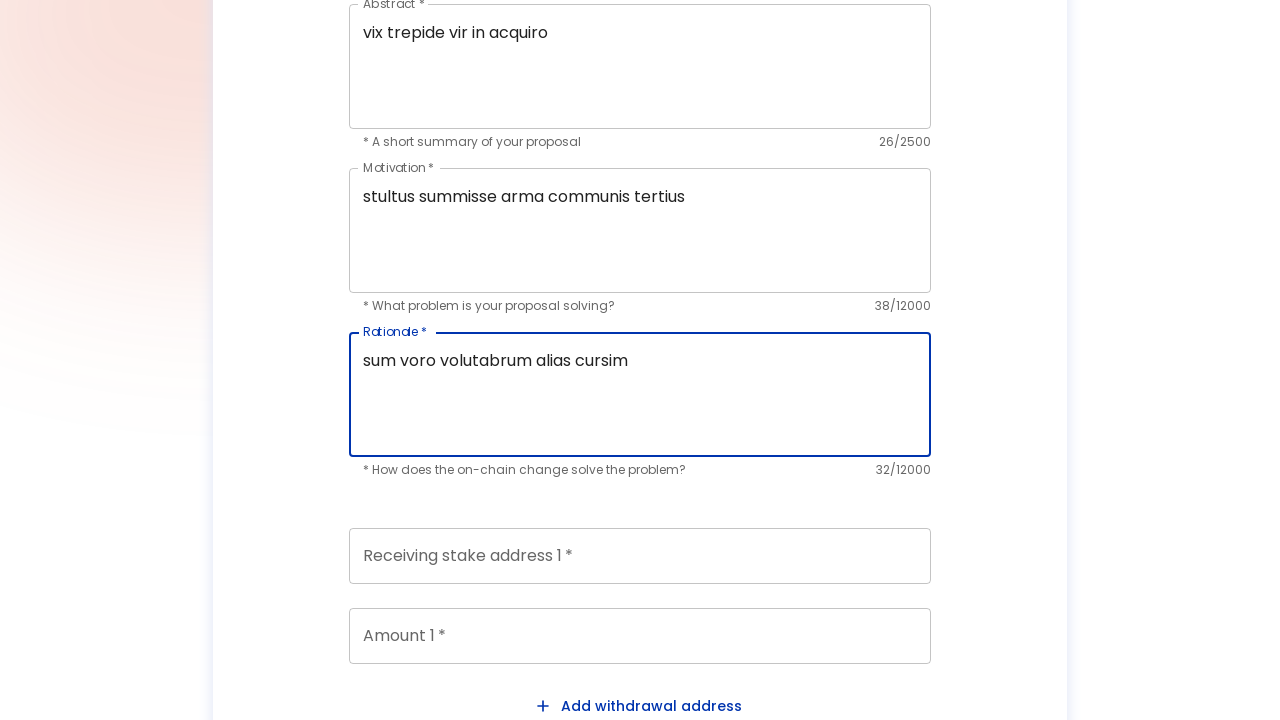 Abstract *
vix trepide vir in acquiro
* A short summary of your proposal 26/2500
Motivation *
stultus summisse arma communis tertius
* What problem is your proposal solving? 38/12000
Rationale *
sum voro volutabrum alias cursim
* How does the on-chain change solve the problem? 32/12000
Receiving stake address 1 *
Amount 1 *
+ Add withdrawal address